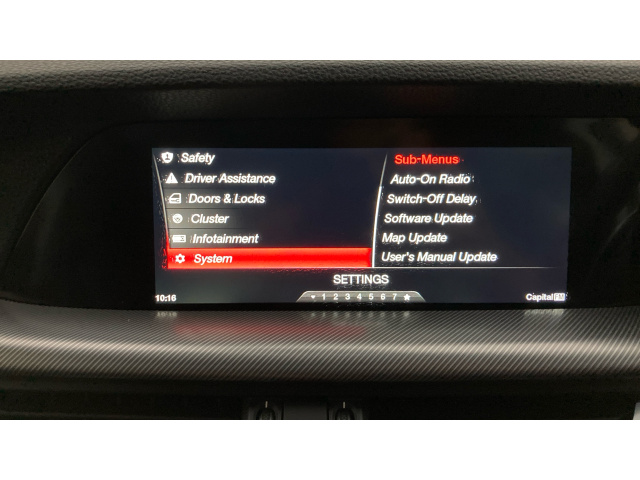 Safety
Driver Assistance
Doors & Locks
Cluster
Infotainment
System
Sub-Menus
Auto-On Radio
Switch-Off Delay
Software Update
Map Update
User's Manual Update
SETTINGS
10:16
1 2 3 4 5 6 7
Capital FM